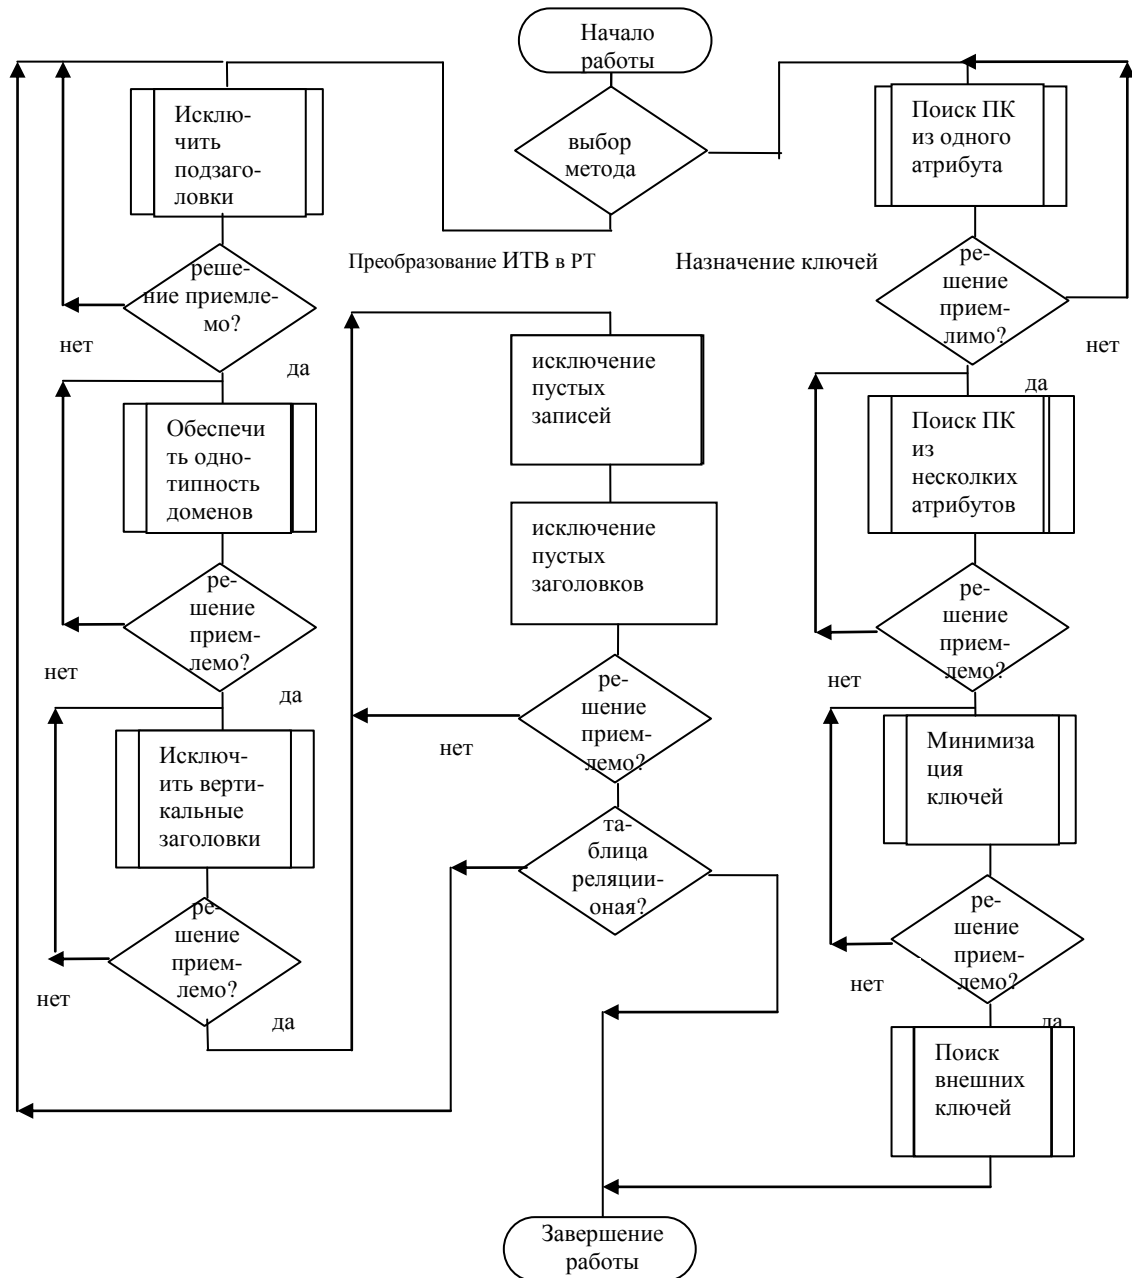 Начало
работы
выбор
метода
Преобразование ИТВ в РТ
Назначение ключей
Исклю-
чить
подзаго-
ловки
реше-
ние приемле-
мо?
нет
да
Обеспечи
ть одно-
типность
доменов
ре-
шение
прием-
лемо?
нет
да
Исключ-
ить верти-
кальные
заголовки
ре-
шение
прием-
лемо?
нет
да
исключение
пустых
записей
исключение
пустых
заголовков
ре-
шение
прием-
лемо?
нет
та-
блица
реляци-
оная?
Поиск ПК
из одного
атрибута
ре-
шение
прием-
лимо?
нет
да
Поиск ПК
из
несколких
атрибутов
ре-
шение
прием-
лемо?
нет
Минимиза
ция
ключей
ре-
шение
прием-
лемо?
нет
да
Поиск
внешних
ключей
Завершение
работы